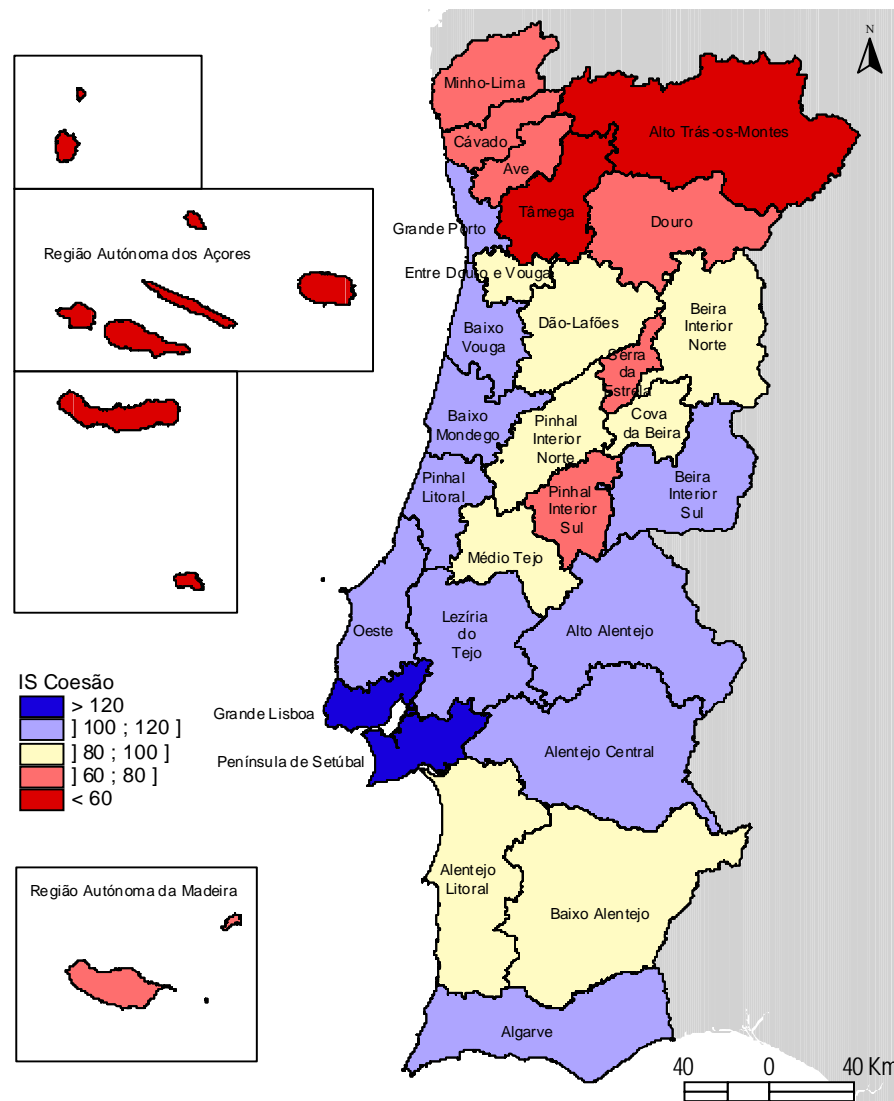 N
Minho-Lima
Alto Trás-os-Montes
Cávado
Ave
Tâmega
Douro
Grande Porto
Região Autónoma dos Açores
Entre Douro e Vouga
Baixo
Vouga
Dão-Lafões
Beira
Interior
Norte
Serra
da
Estrela
Baixo
Mondego
Pinhal
Interior
Norte
Cova
da Beira
Pinhal
Litoral
Pinhal
Interior
Sul
Beira
Interior
Sul
Médio Tejo
Oeste
Lezíria
do
Tejo
Alto Alentejo
IS Coesão
> 120
] 100 ; 120 ]
] 80 ; 100 ]
] 60 ; 80 ]
< 60
Grande Lisboa
Península de Setúbal
Alentejo Central
Alentejo
Litoral
Baixo Alentejo
Região Autónoma da Madeira
Algarve
40 0 40 Km